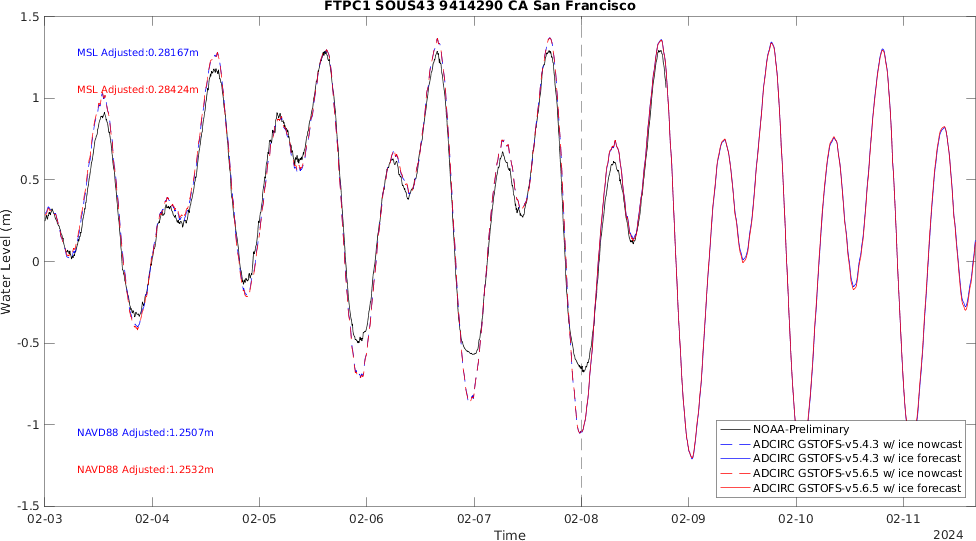 FTPC1 SOUS43 9414290 CA San Francisco
1.5
1
0.5
0
-0.5
-1
-1.5
Water Level (m)
MSL Adjusted:0.28167m
MSL Adjusted:0.28424m
NAVD88 Adjusted:1.2507m
NAVD88 Adjusted:1.2532m
NOAA-Preliminary
ADCIRC GSTOFS-v5.4.3 w/ ice nowcast
ADCIRC GSTOFS-v5.4.3 w/ ice forecast
ADCIRC GSTOFS-v5.6.5 w/ ice nowcast
ADCIRC GSTOFS-v5.6.5 w/ ice forecast
02-03 02-04 02-05 02-06 02-07 02-08 02-09 02-10 02-11
Time
2024